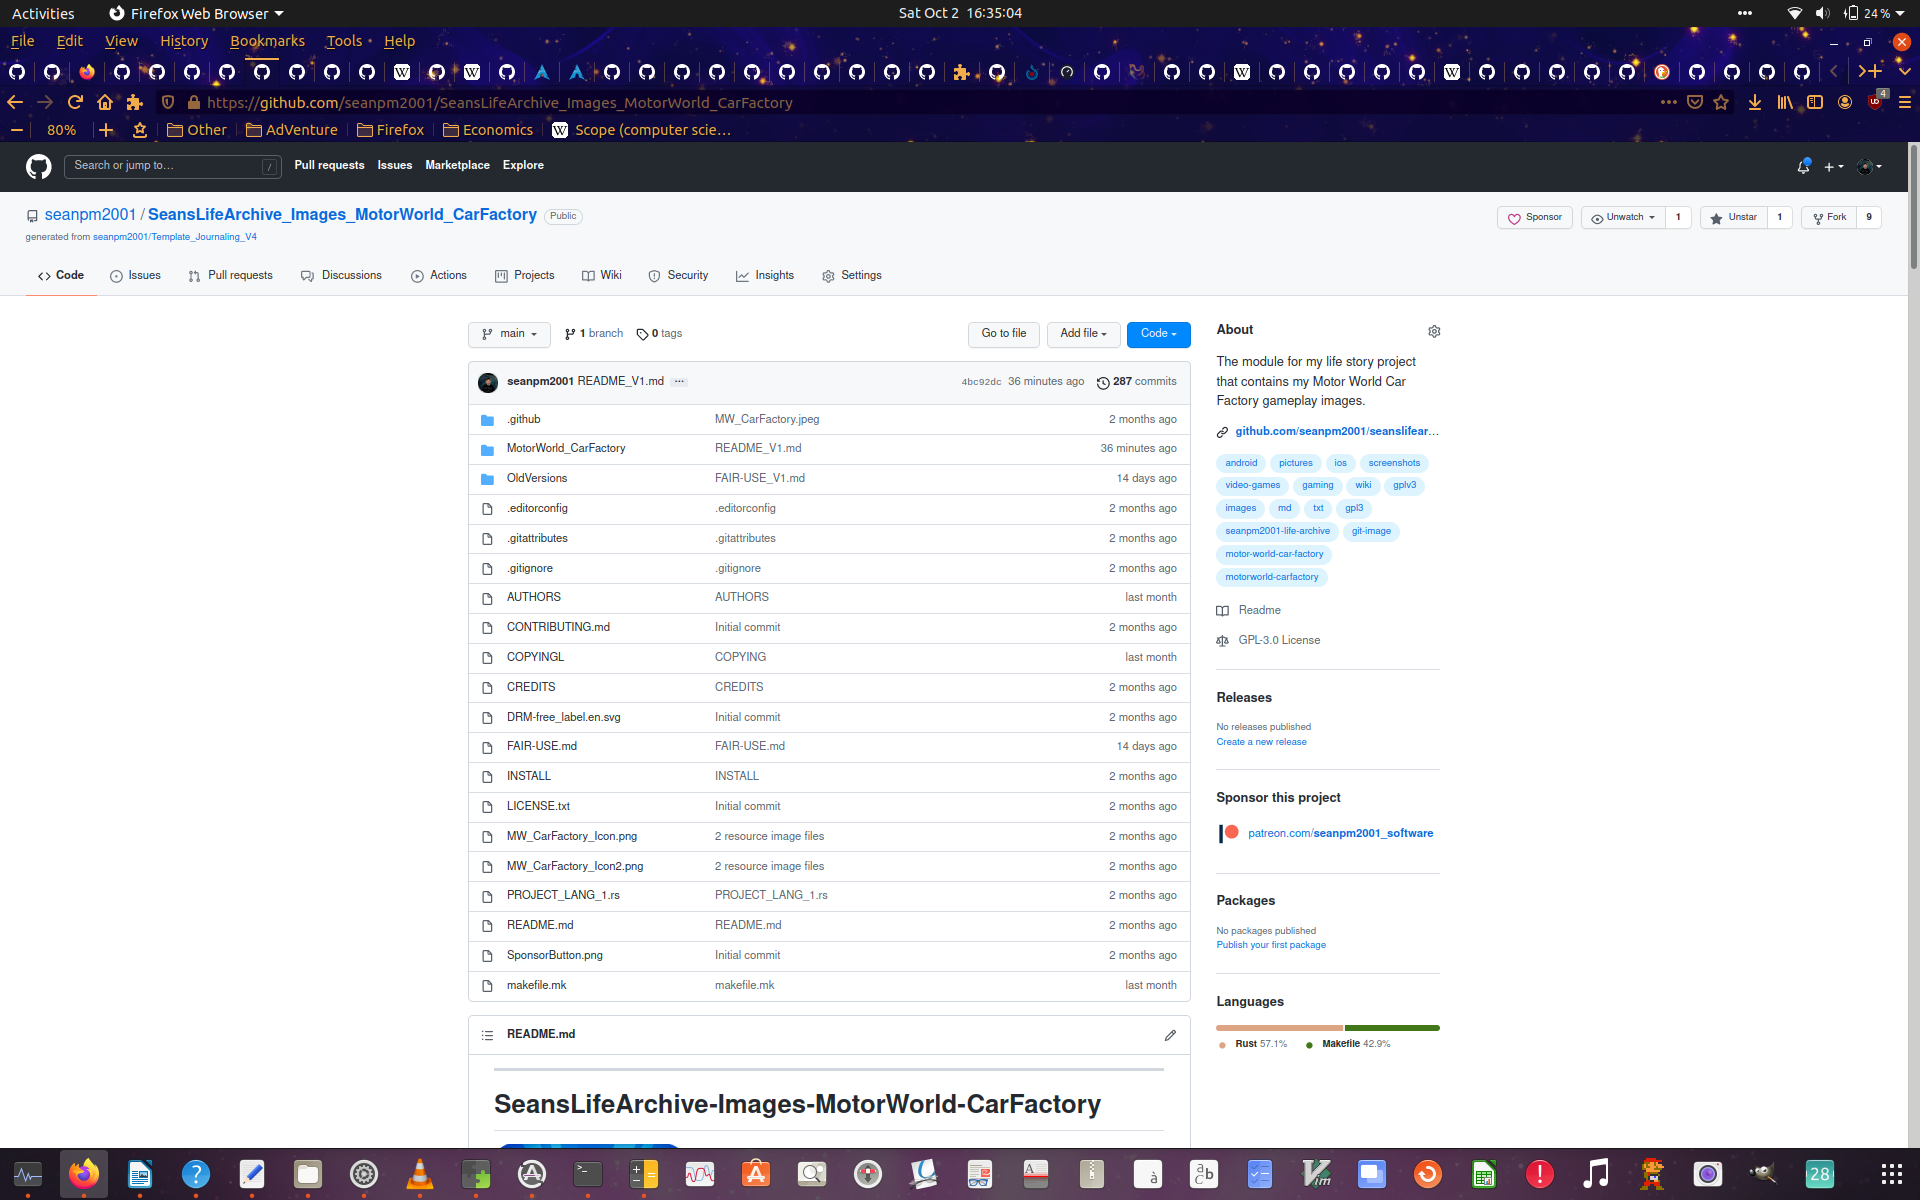 Activities Firefox Web Browser Sat Oct 2 16:35:04 24 %
File Edit View History Bookmarks Tools Help
https://github.com/seanpm2001/SeansLifeArchive_Images_MotorWorld_CarFactory 4
80% Other AdVenture Firefox Economics W Scope (computer scie…
Search or jump to… / Pull requests Issues Marketplace Explore
seanpm2001 / SeansLifeArchive_Images_MotorWorld_CarFactory Public Sponsor Unwatch 1 Unstar 1 Fork 9
generated from seanpm2001/Template_Journaling_V4
Code Issues Pull requests Discussions Actions Projects Wiki Security Insights Settings
main 1 branch 0 tags Go to file Add file Code
seanpm2001 README_V1.md ... 4bc92dc 36 minutes ago 287 commits
.github MW_CarFactory.jpeg 2 months ago
MotorWorld_CarFactory README_V1.md 36 minutes ago
OldVersions FAIR-USE_V1.md 14 days ago
.editorconfig .editorconfig 2 months ago
.gitattributes .gitattributes 2 months ago
.gitignore .gitignore 2 months ago
AUTHORS AUTHORS last month
CONTRIBUTING.md Initial commit 2 months ago
COPYINGL COPYING last month
CREDITS CREDITS 2 months ago
DRM-free_label.en.svg Initial commit 2 months ago
FAIR-USE.md FAIR-USE.md 14 days ago
INSTALL INSTALL 2 months ago
LICENSE.txt Initial commit 2 months ago
MW_CarFactory_Icon.png 2 resource image files 2 months ago
MW_CarFactory_Icon2.png 2 resource image files 2 months ago
PROJECT_LANG_1.rs PROJECT_LANG_1.rs 2 months ago
README.md README.md 2 months ago
SponsorButton.png Initial commit 2 months ago
makefile.mk makefile.mk last month
README.md
SeansLifeArchive-Images-MotorWorld-CarFactory
About
The module for my life story project
that contains my Motor World Car
Factory gameplay images.
github.com/seanpm2001/seanslifear…
android pictures ios screenshots
video-games gaming wiki gplv3
images md txt gpl3
seanpm2001-life-archive git-image
motor-world-car-factory
motorworld-carfactory
Readme
GPL-3.0 License
Releases
No releases published
Create a new release
Sponsor this project
patreon.com/seanpm2001_software
Packages
No packages published
Publish your first package
Languages
Rust 57.1% Makefile 42.9%
28